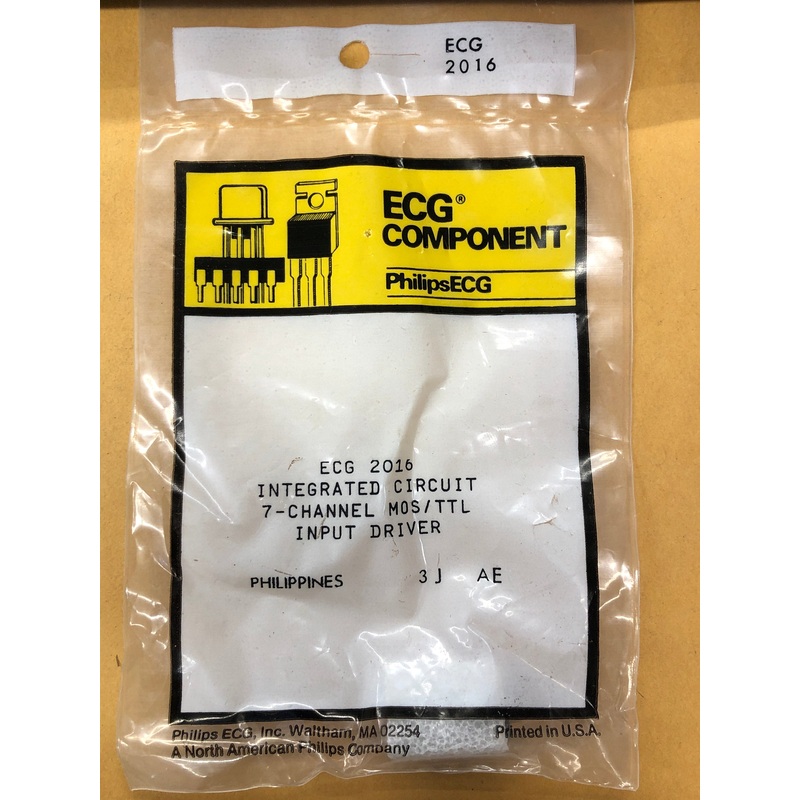 ECG
2016
ECG®
COMPONENT
PhilipsECG
ECG 2016
INTEGRATED CIRCUIT
7-CHANNEL MOS/TTL
INPUT DRIVER
PHILIPPINES 3J AE
Philips ECG, Inc. Waltham, MA 02254 Printed in U.S.A.
A North American Philips Company